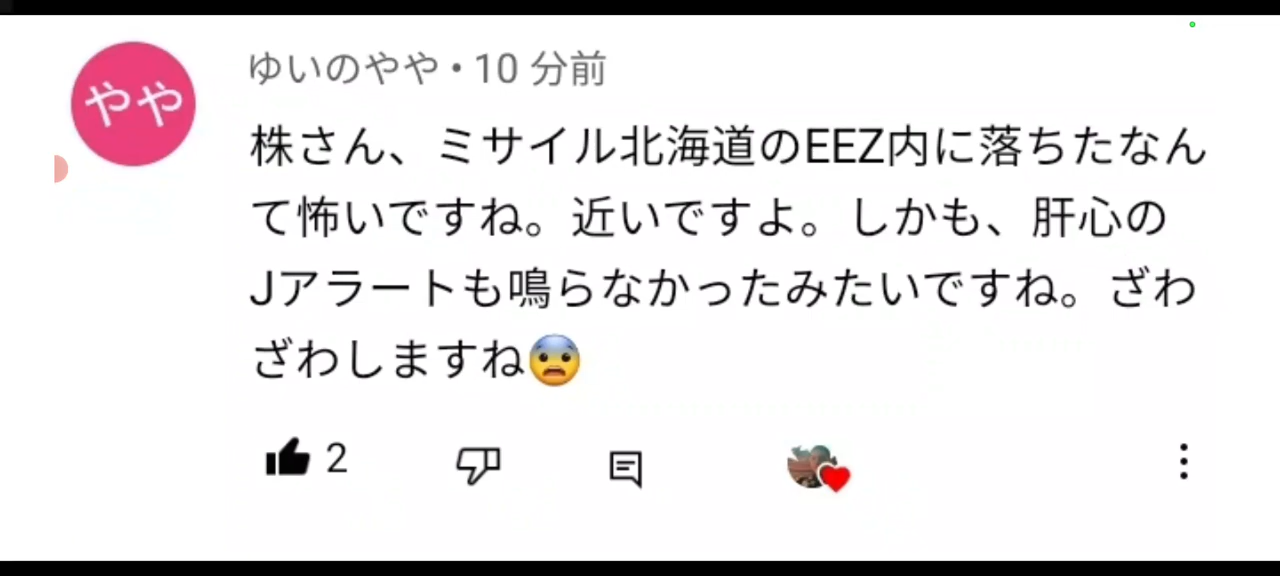 やや
ゆいのやや・10 分前
株さん、ミサイル北海道のEEZ内に落ちたなん
て怖いですね。近いですよ。しかも、肝心の
Jアラートも鳴らなかったみたいですね。ざわ
ざわしますね😨
2